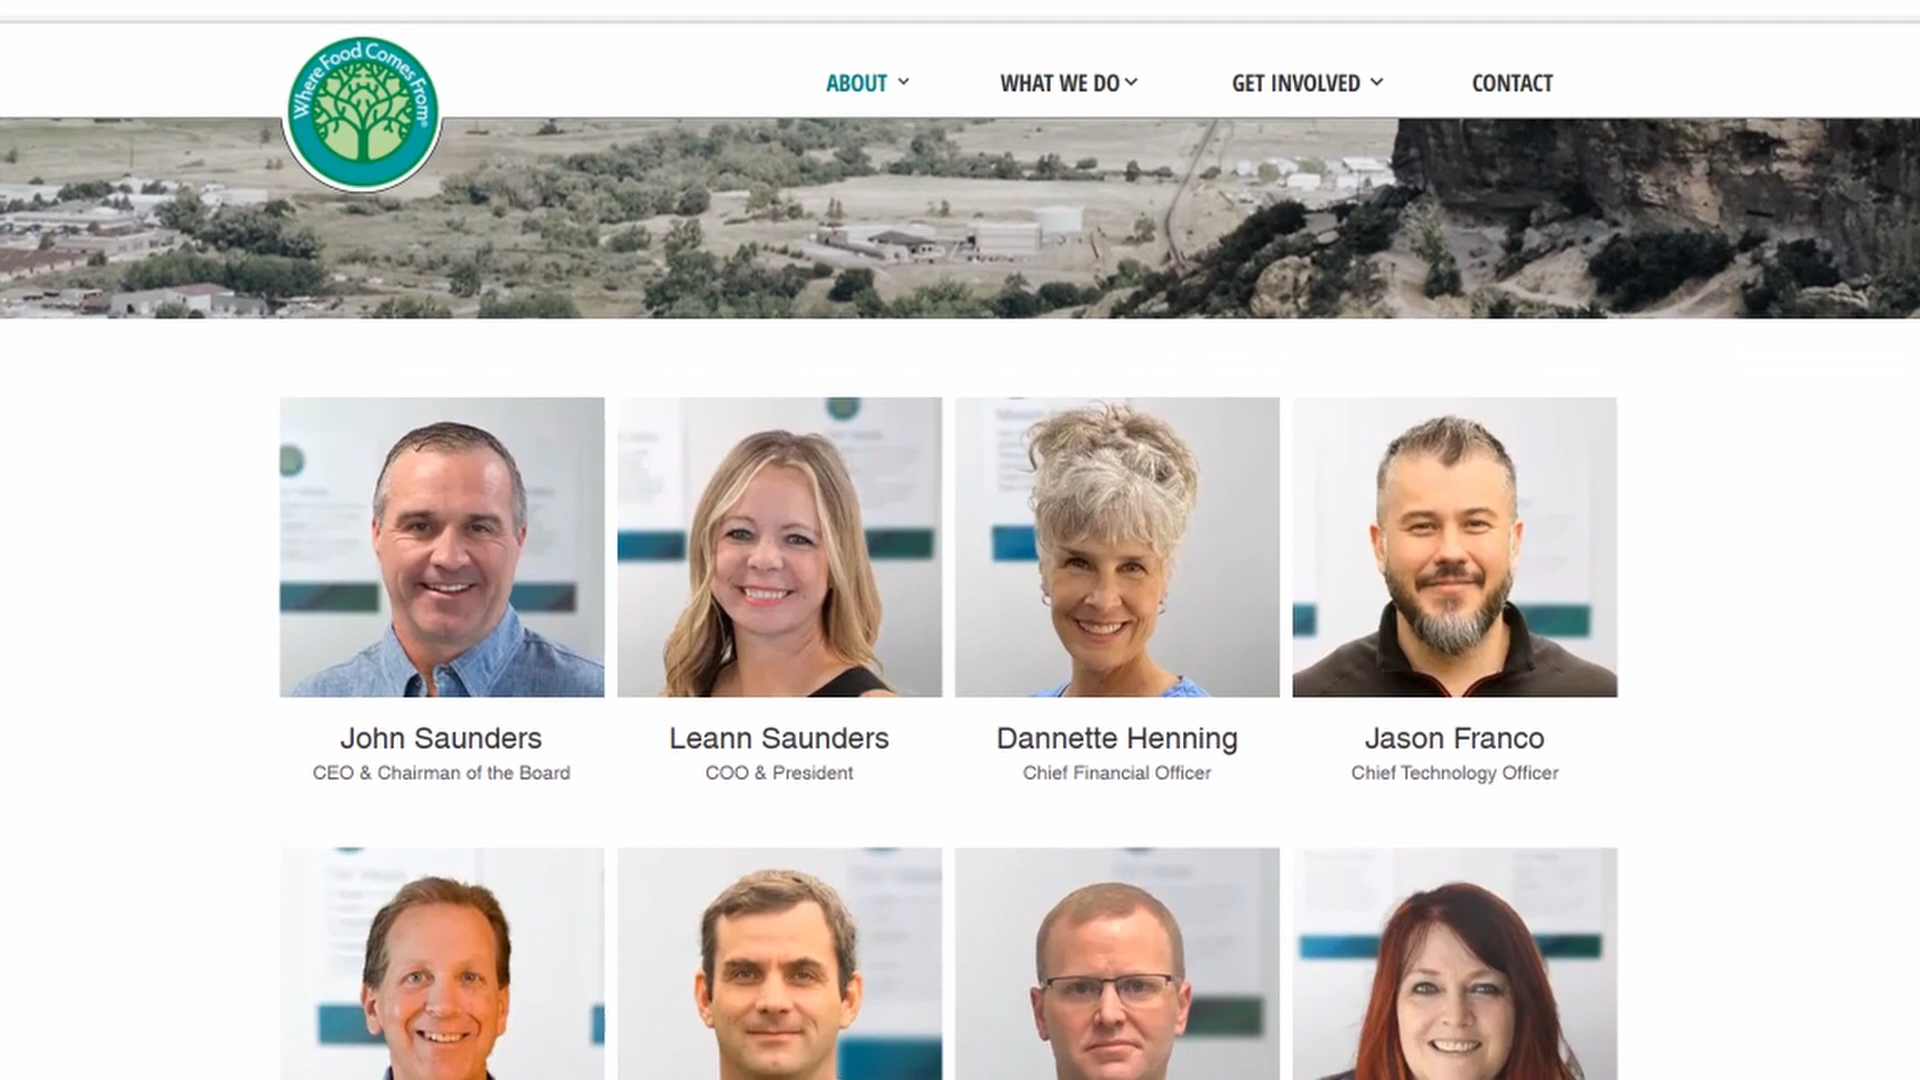 Where Food Comes From®
ABOUT
WHAT WE DO
GET INVOLVED
CONTACT
John Saunders
CEO & Chairman of the Board
Leann Saunders
COO & President
Dannette Henning
Chief Financial Officer
Jason Franco
Chief Technology Officer